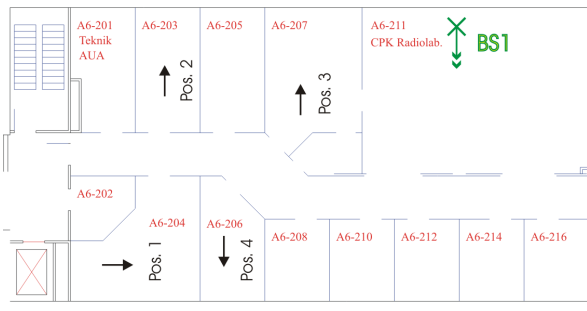 A6-201
Teknik
AUA
A6-203
A6-205
A6-207
A6-211
CPK Radiolab.
BS1
Pos. 2
Pos. 3
A6-202
A6-204
A6-206
A6-208
A6-210
A6-212
A6-214
A6-216
Pos. 1
Pos. 4